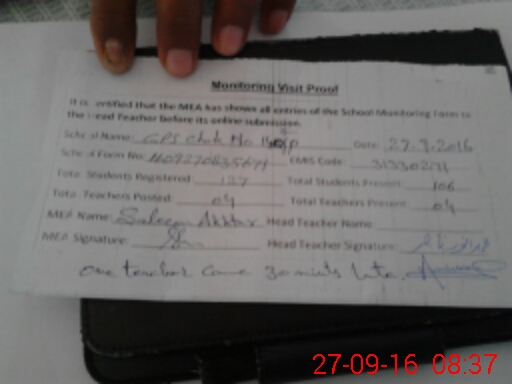 Monitoring Visit Proof
It is certified that the MEA has shown all entries of the School Monitoring Form to
the Head Teacher before its online submission.
School Name: GPS Chak No Date: 27.9.2016
School Form No: EMIS Code: 31330271
Total Students Registered: 127 Total Students Present: 106
Total Teachers Posted: 04 Total Teachers Present: 04
MEA Name: Saleem Akhtar Head Teacher Name:
MEA Signature: Head Teacher Signature:
One teacher came 30 minuts late.
27-09-16 08:37